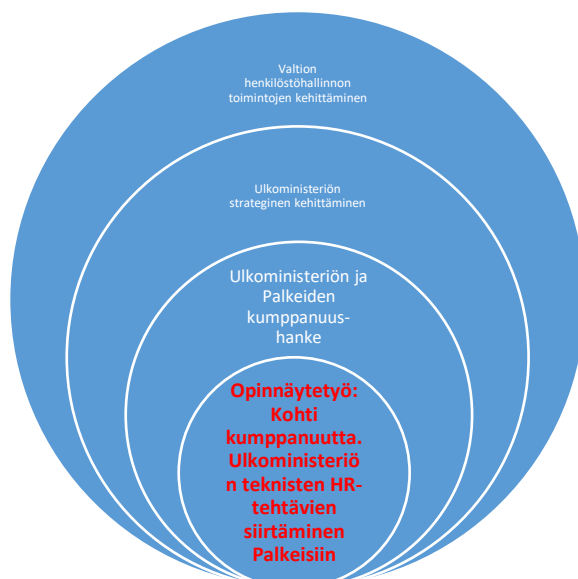 Valtion
henkilöstöhallinnon
toimintojen kehittäminen
Ulkoministeriön
strateginen kehittäminen
Ulkoministeriön ja
Palkeiden
kumppanuus-
hanke
Opinnäytetyö:
Kohti
kumppanuutta.
Ulkoministeriö
n teknisten HR-
tehtävien
siirtäminen
Palkeisiin